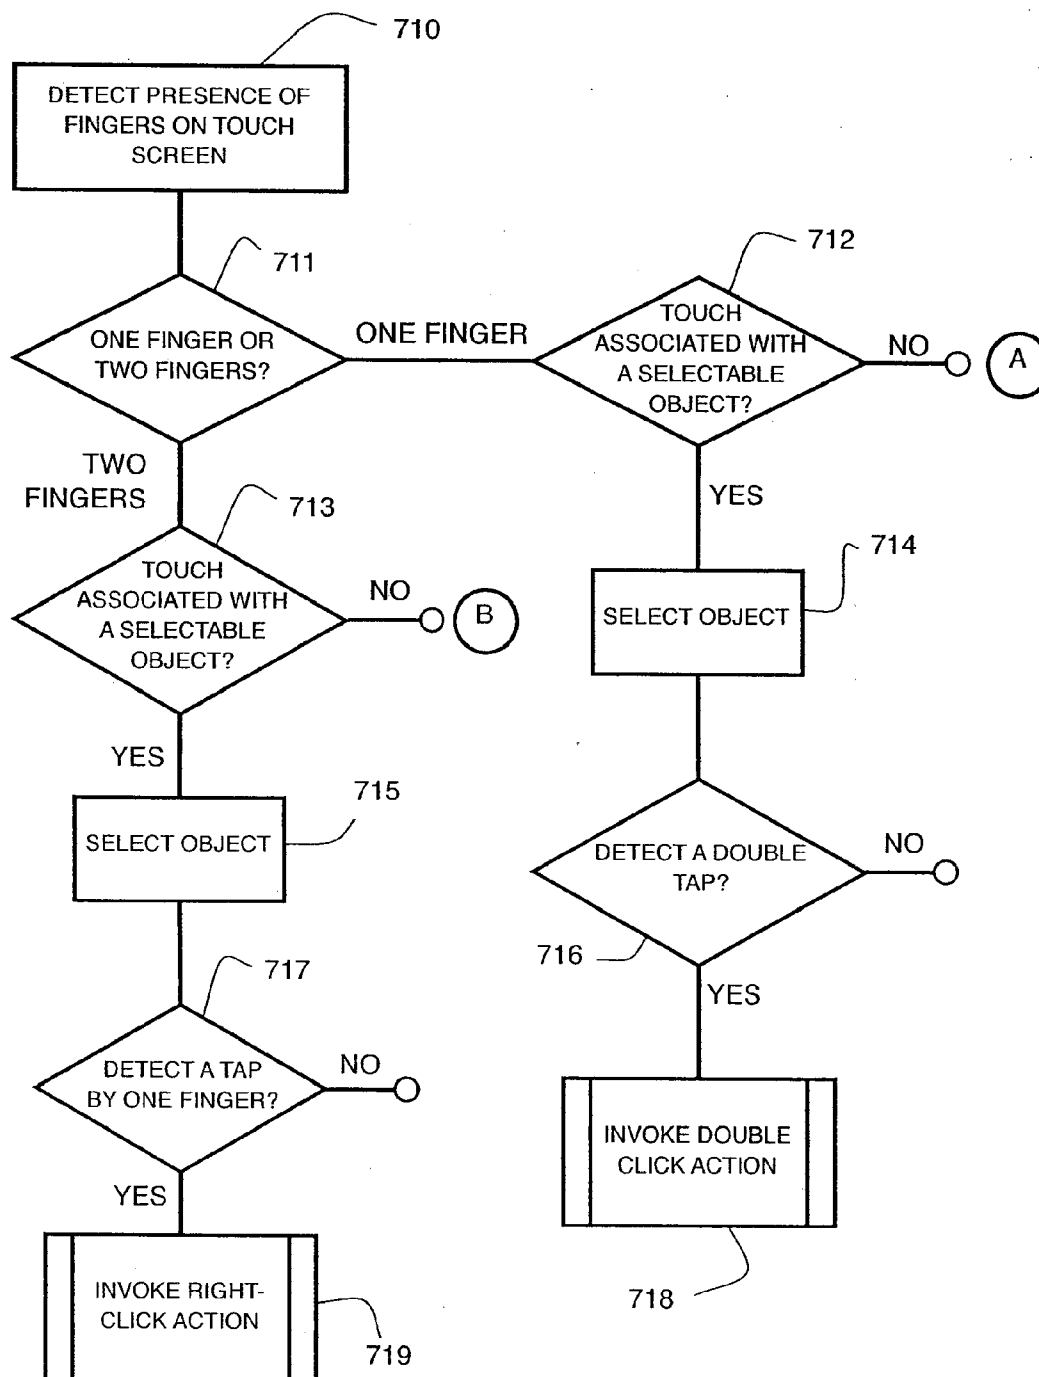 710
DETECT PRESENCE OF
FINGERS ON TOUCH
SCREEN
711
ONE FINGER OR
TWO FINGERS?
ONE FINGER
712
TOUCH
ASSOCIATED WITH
A SELECTABLE
OBJECT?
NO
A
TWO
FINGERS
YES
713
TOUCH
ASSOCIATED WITH
A SELECTABLE
OBJECT?
NO
B
714
SELECT OBJECT
YES
715
SELECT OBJECT
DETECT A DOUBLE
TAP?
NO
716
YES
717
DETECT A TAP
BY ONE FINGER?
NO
INVOKE DOUBLE
CLICK ACTION
718
YES
INVOKE RIGHT-
CLICK ACTION
719